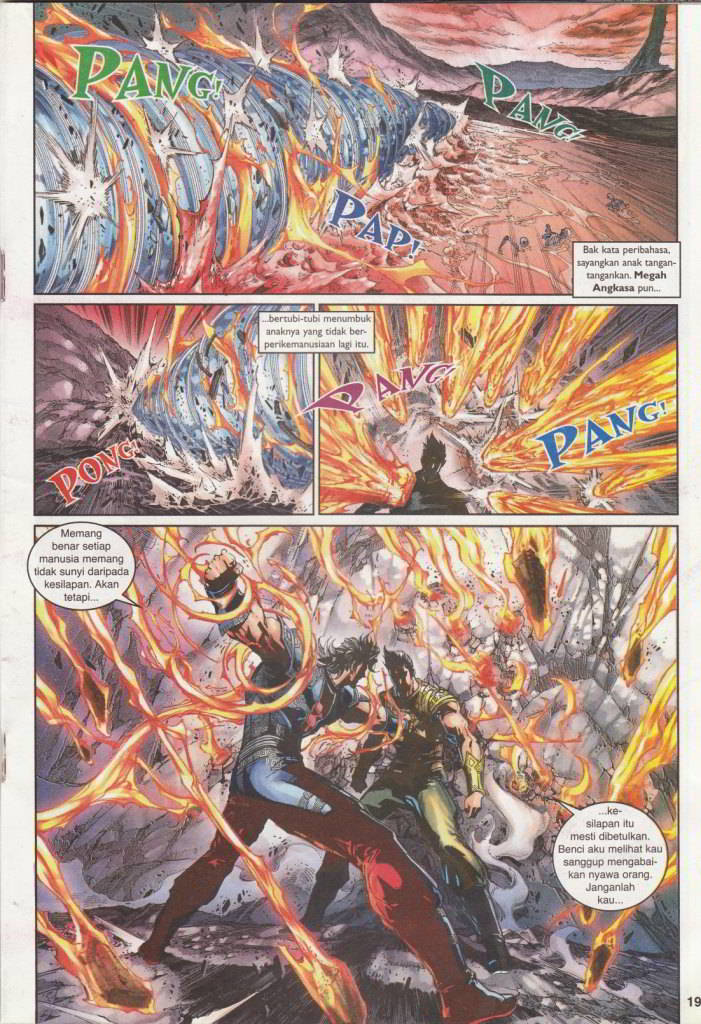 PANG!
PANG!
PAP!
Bak kata peribahasa,
sayangkan anak tangan-
tangankan. Megah
Angkasa pun...
...bertubi-tubi menumbuk
anaknya yang tidak ber-
perikemanusiaan lagi itu.
PONG!
PANG!
PANG!
Memang
benar setiap
manusia memang
tidak sunyi daripada
kesilapan. Akan
tetapi...
...ke-
silapan itu
mesti dibetulkan.
Benci aku melihat kau
sanggup mengabai-
kan nyawa orang.
Janganlah
kau...
19